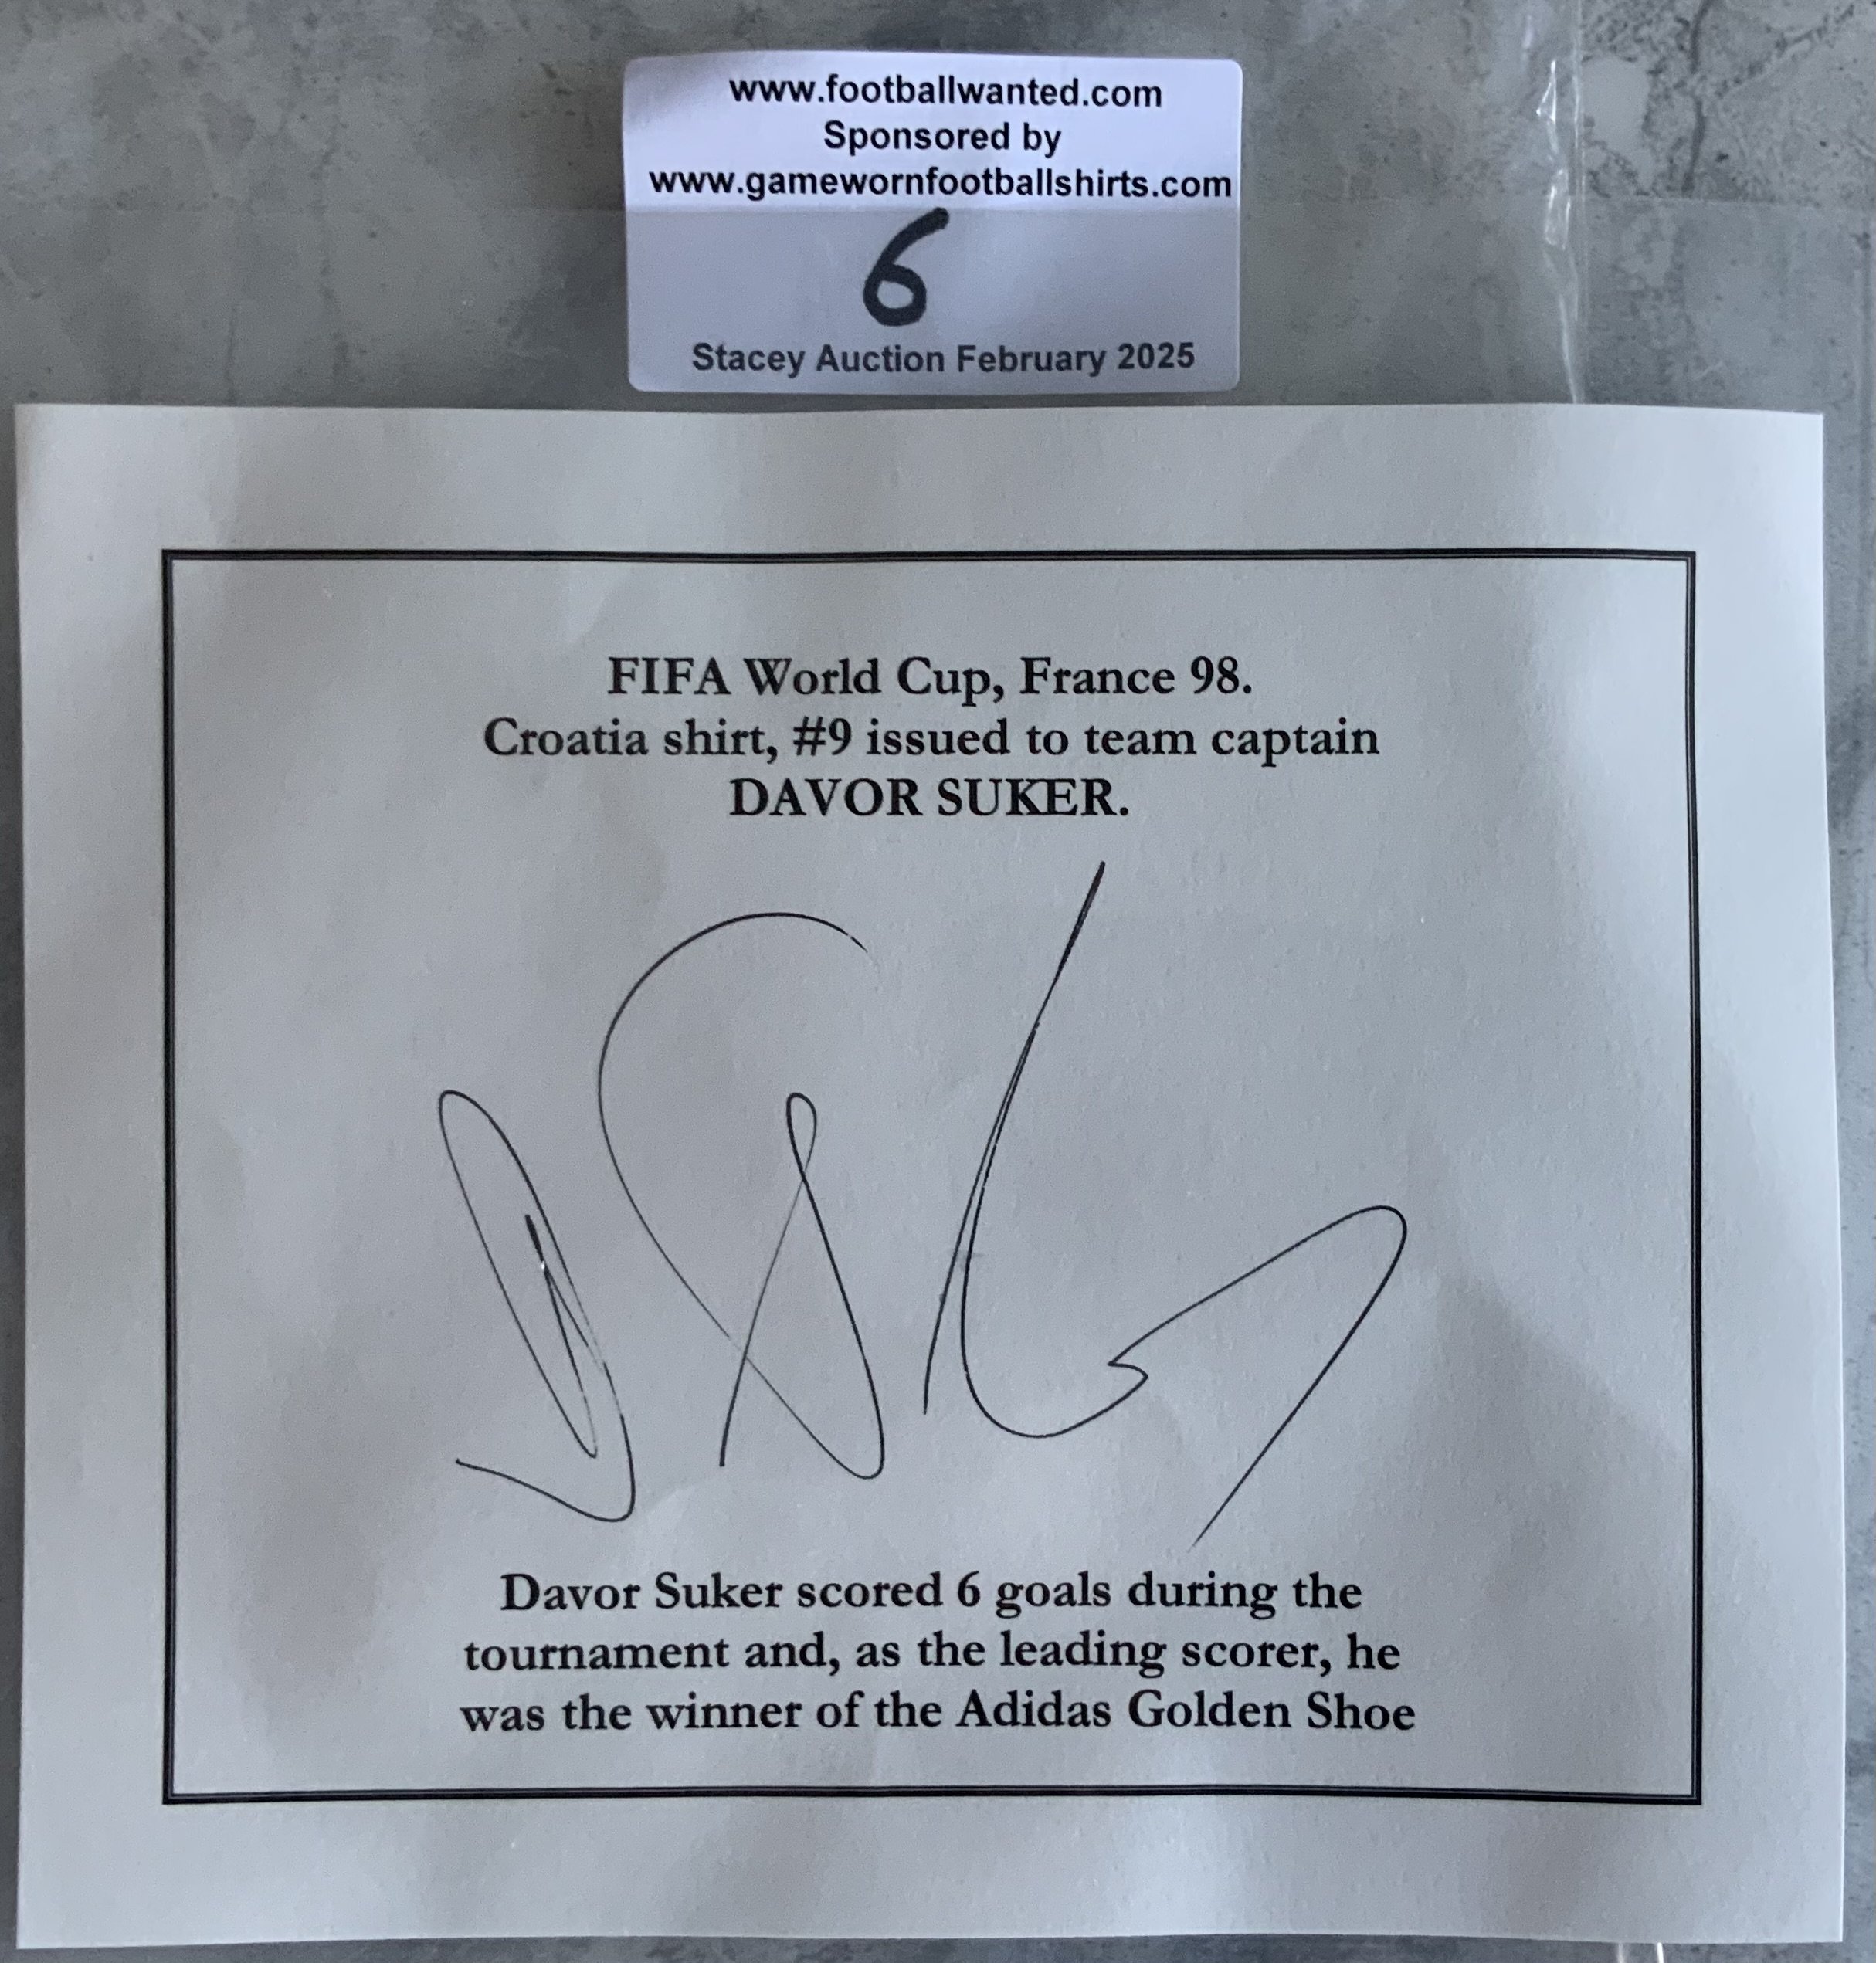 www.footballwanted.com
Sponsored by
www.gamewornfootballshirts.com
6
Stacey Auction February 2025
FIFA World Cup, France 98.
Croatia shirt, #9 issued to team captain
DAVOR SUKER.
Davor Suker scored 6 goals during the
tournament and, as the leading scorer, he
was the winner of the Adidas Golden Shoe